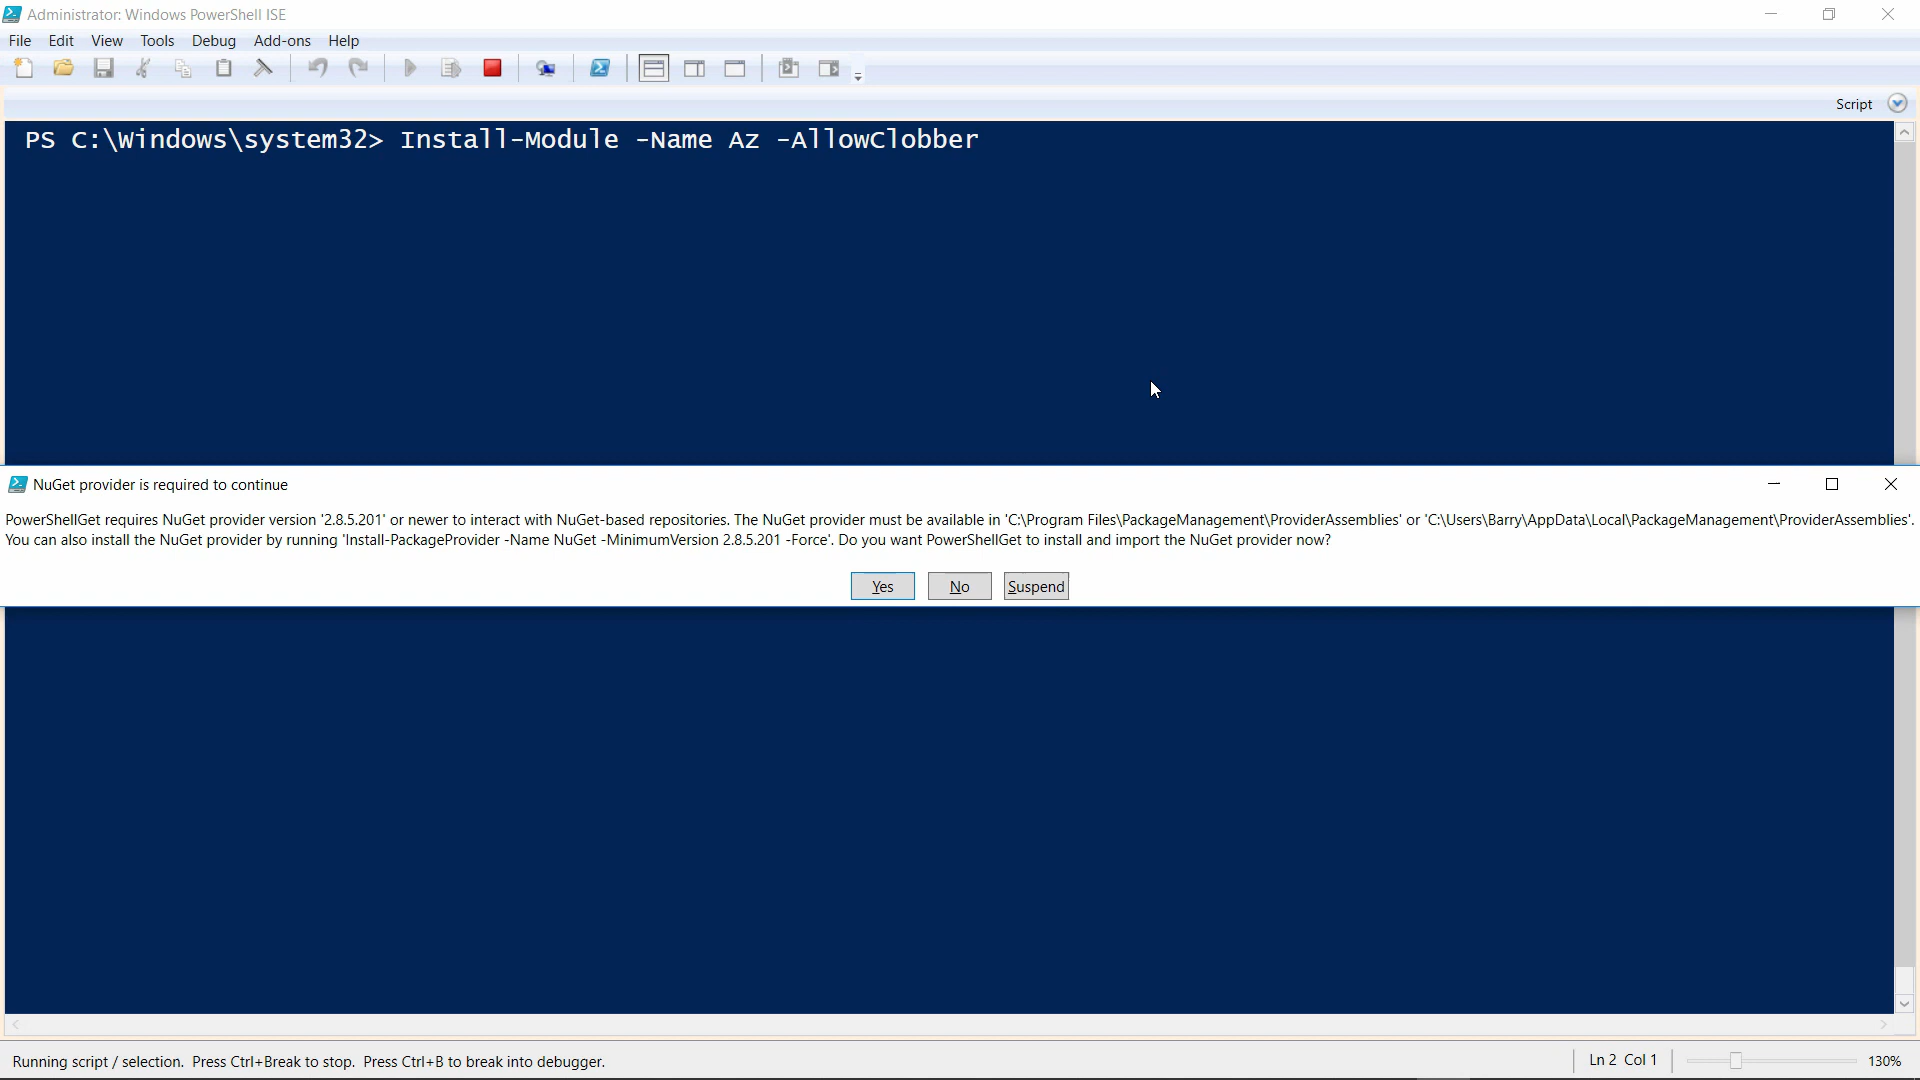 Administrator: Windows PowerShell ISE
File Edit View Tools Debug Add-ons Help
Script
PS C:\Windows\system32> Install-Module -Name Az -AllowClobber
NuGet provider is required to continue
PowerShellGet requires NuGet provider version '2.8.5.201' or newer to interact with NuGet-based repositories. The NuGet provider must be available in 'C:\Program Files\PackageManagement\ProviderAssemblies' or 'C:\Users\Barry\AppData\Local\PackageManagement\ProviderAssemblies'.
You can also install the NuGet provider by running 'Install-PackageProvider -Name NuGet -MinimumVersion 2.8.5.201 -Force'. Do you want PowerShellGet to install and import the NuGet provider now?
Yes No Suspend
Running script / selection. Press Ctrl+Break to stop. Press Ctrl+B to break into debugger.
Ln 2 Col 1
130%